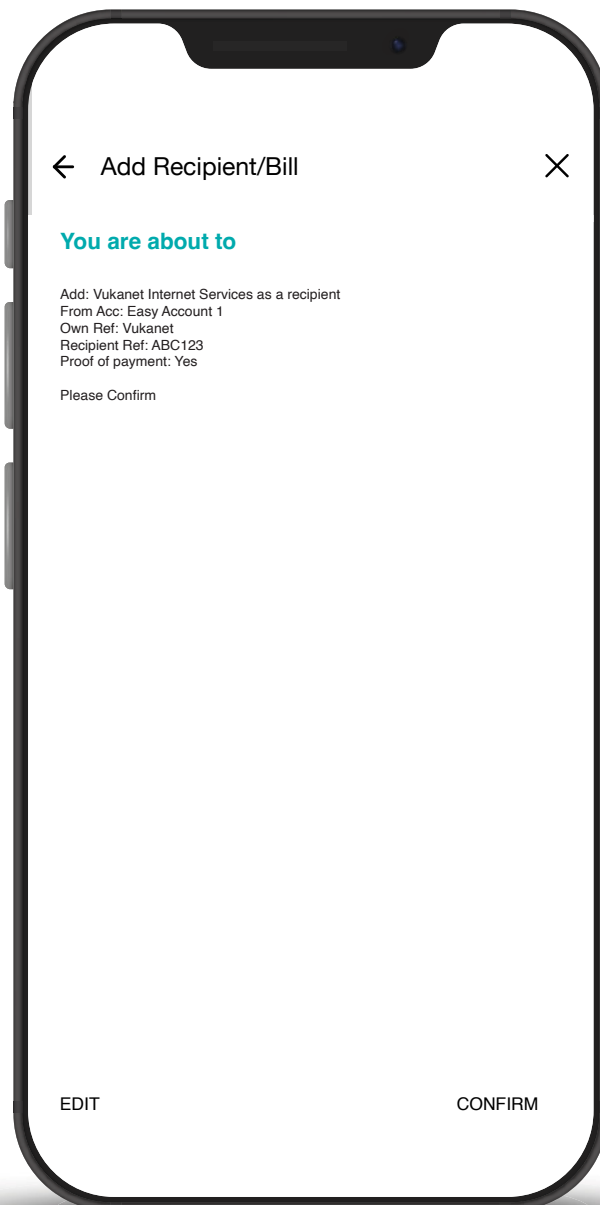 Add Recipient/Bill
You are about to
Add: Vukanet Internet Services as a recipient
From Acc: Easy Account 1
Own Ref: Vukanet
Recipient Ref: ABC123
Proof of payment: Yes
Please Confirm
EDIT CONFIRM